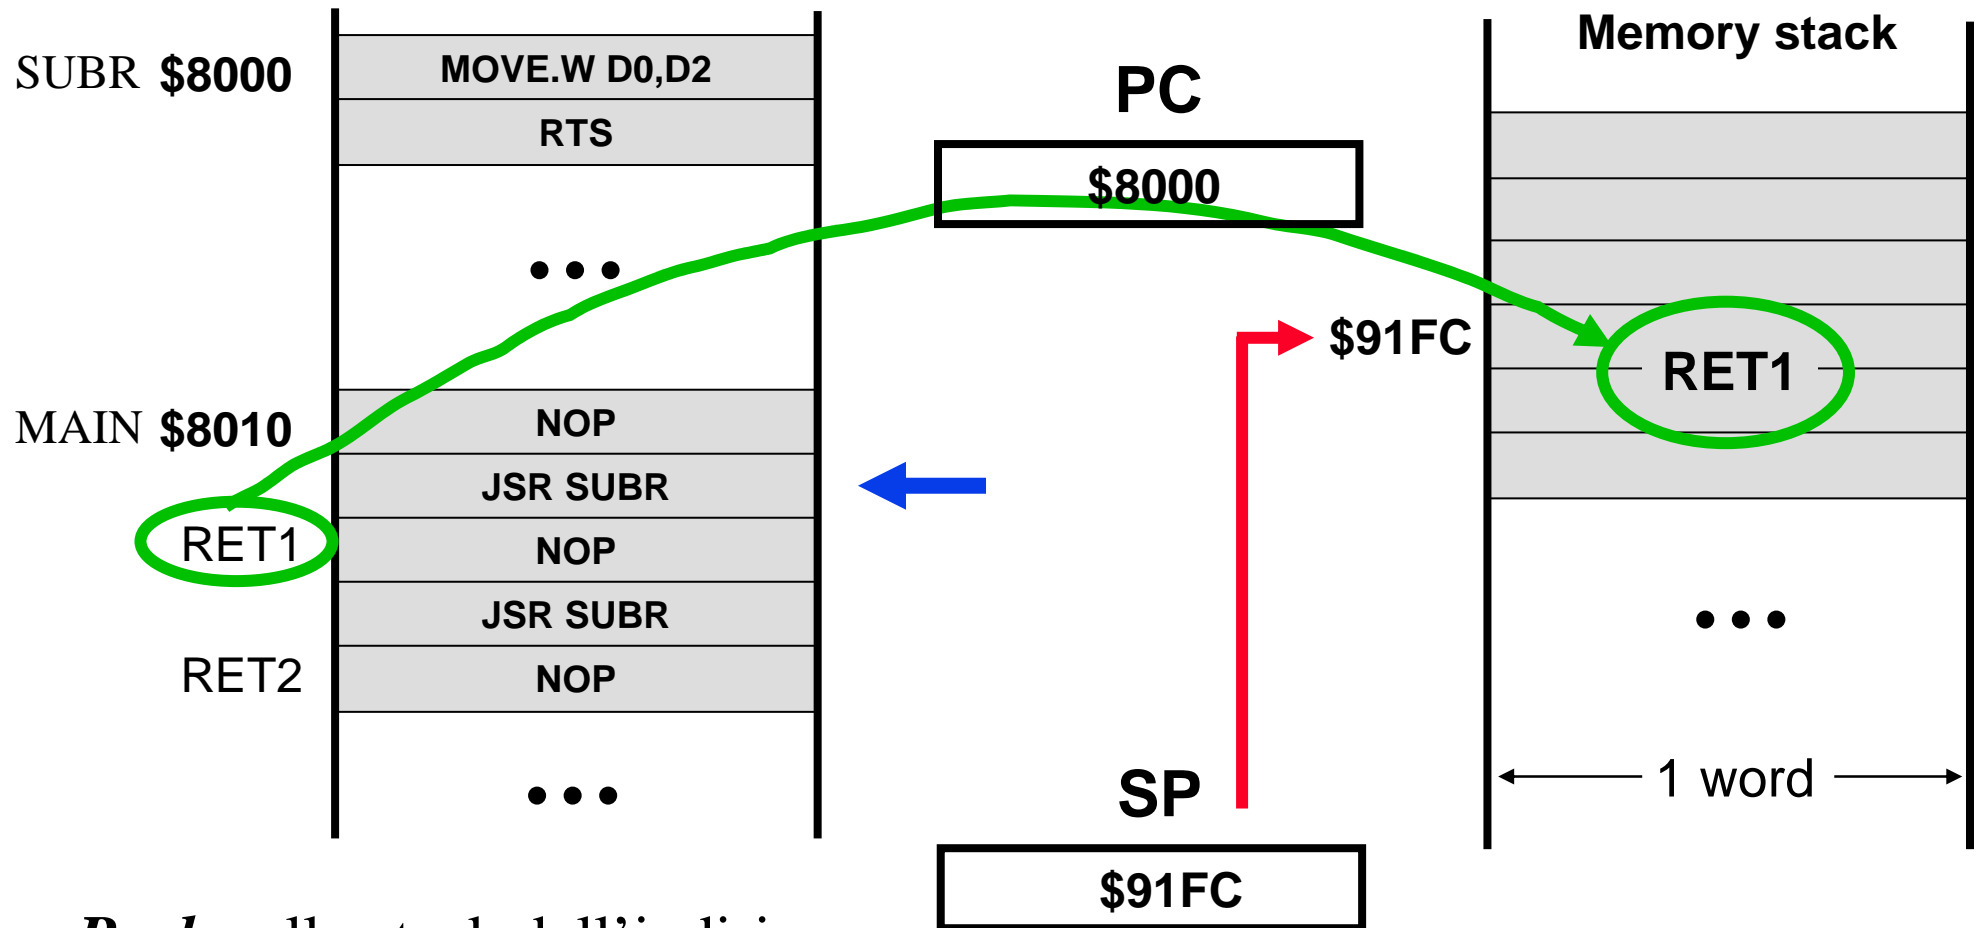 Memory stack
SUBR $8000
MOVE.W D0,D2
RTS
PC
$8000
$91FC
RET1
MAIN $8010
NOP
JSR SUBR
RET1
NOP
JSR SUBR
RET2
NOP
1 word
SP
$91FC